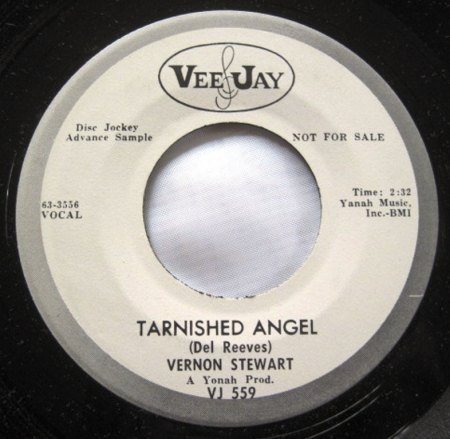 VEE JAY
Disc Jockey
Advance Sample
NOT FOR SALE
63-3556
VOCAL
Time: 2:32
Yanah Music,
Inc.-BMI
TARNISHED ANGEL
(Del Reeves)
VERNON STEWART
A Yonah Prod.
VJ 559